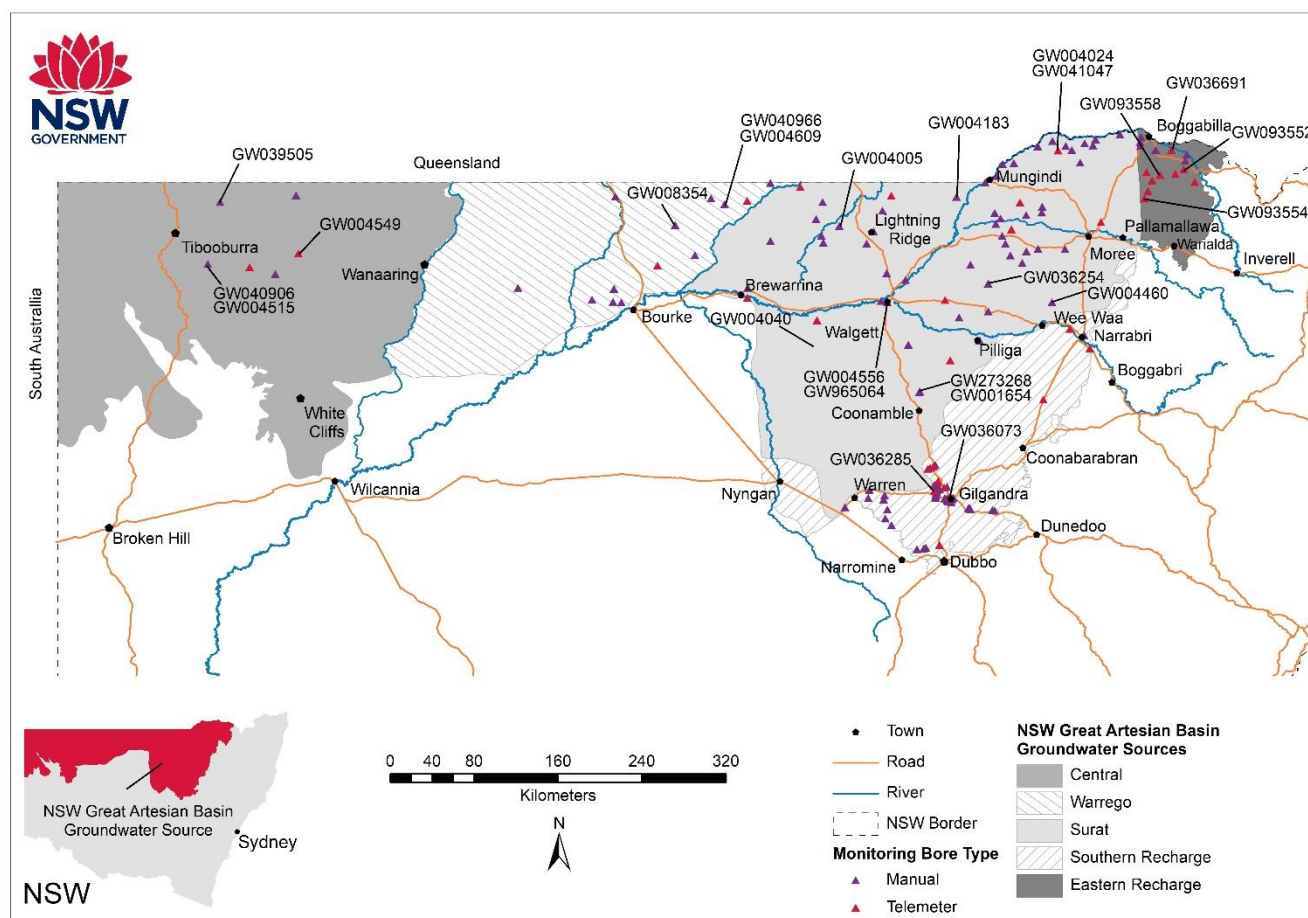 NSW
GOVERNMENT
GW004024
GW041047
GW036691
GW093558
Boggabilla
GW093552
GW040966
GW004609
GW004183
GW039505
Queensland
GW004005
Mungindi
GW008354
GW093554
Tibooburra
GW004549
Lightning
Ridge
Pallamallawa
Warialda
Wanaaring
Moree
Inverell
GW040906
GW004515
Brewarrina
GW036254
GW004460
South Australlia
Bourke
GW004040
Walgett
Wee Waa
Narrabri
Pilliga
Boggabri
GW004556
GW965064
GW273268
GW001654
White
Cliffs
Coonamble
GW036073
GW036285
Coonabarabran
Wilcannia
Nyngan
Warren
Gilgandra
Broken Hill
Dunedoo
Narromine
Dubbo
NSW Great Artesian Basin
Groundwater Source
Sydney
NSW
0 20 40 80 160 240 320
Kilometers
N
Town
Road
River
NSW Border
Monitoring Bore Type
Manual
Telemeter
NSW Great Artesian Basin
Groundwater Sources
Central
Warrego
Surat
Southern Recharge
Eastern Recharge